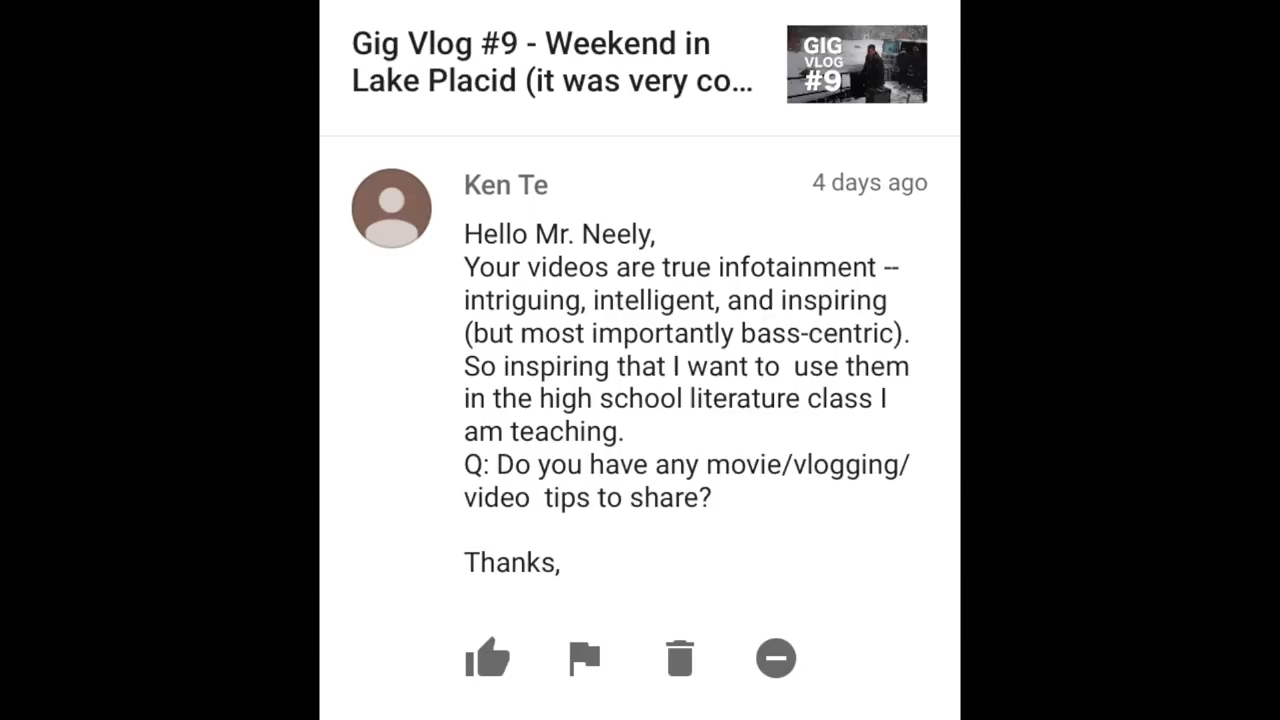 Gig Vlog #9 - Weekend in
Lake Placid (it was very co...
GIG
VLOG
#9
Ken Te
4 days ago
Hello Mr. Neely,
Your videos are true infotainment --
intriguing, intelligent, and inspiring
(but most importantly bass-centric).
So inspiring that I want to  use them
in the high school literature class I
am teaching.
Q: Do you have any movie/vlogging/
video  tips to share?
Thanks,